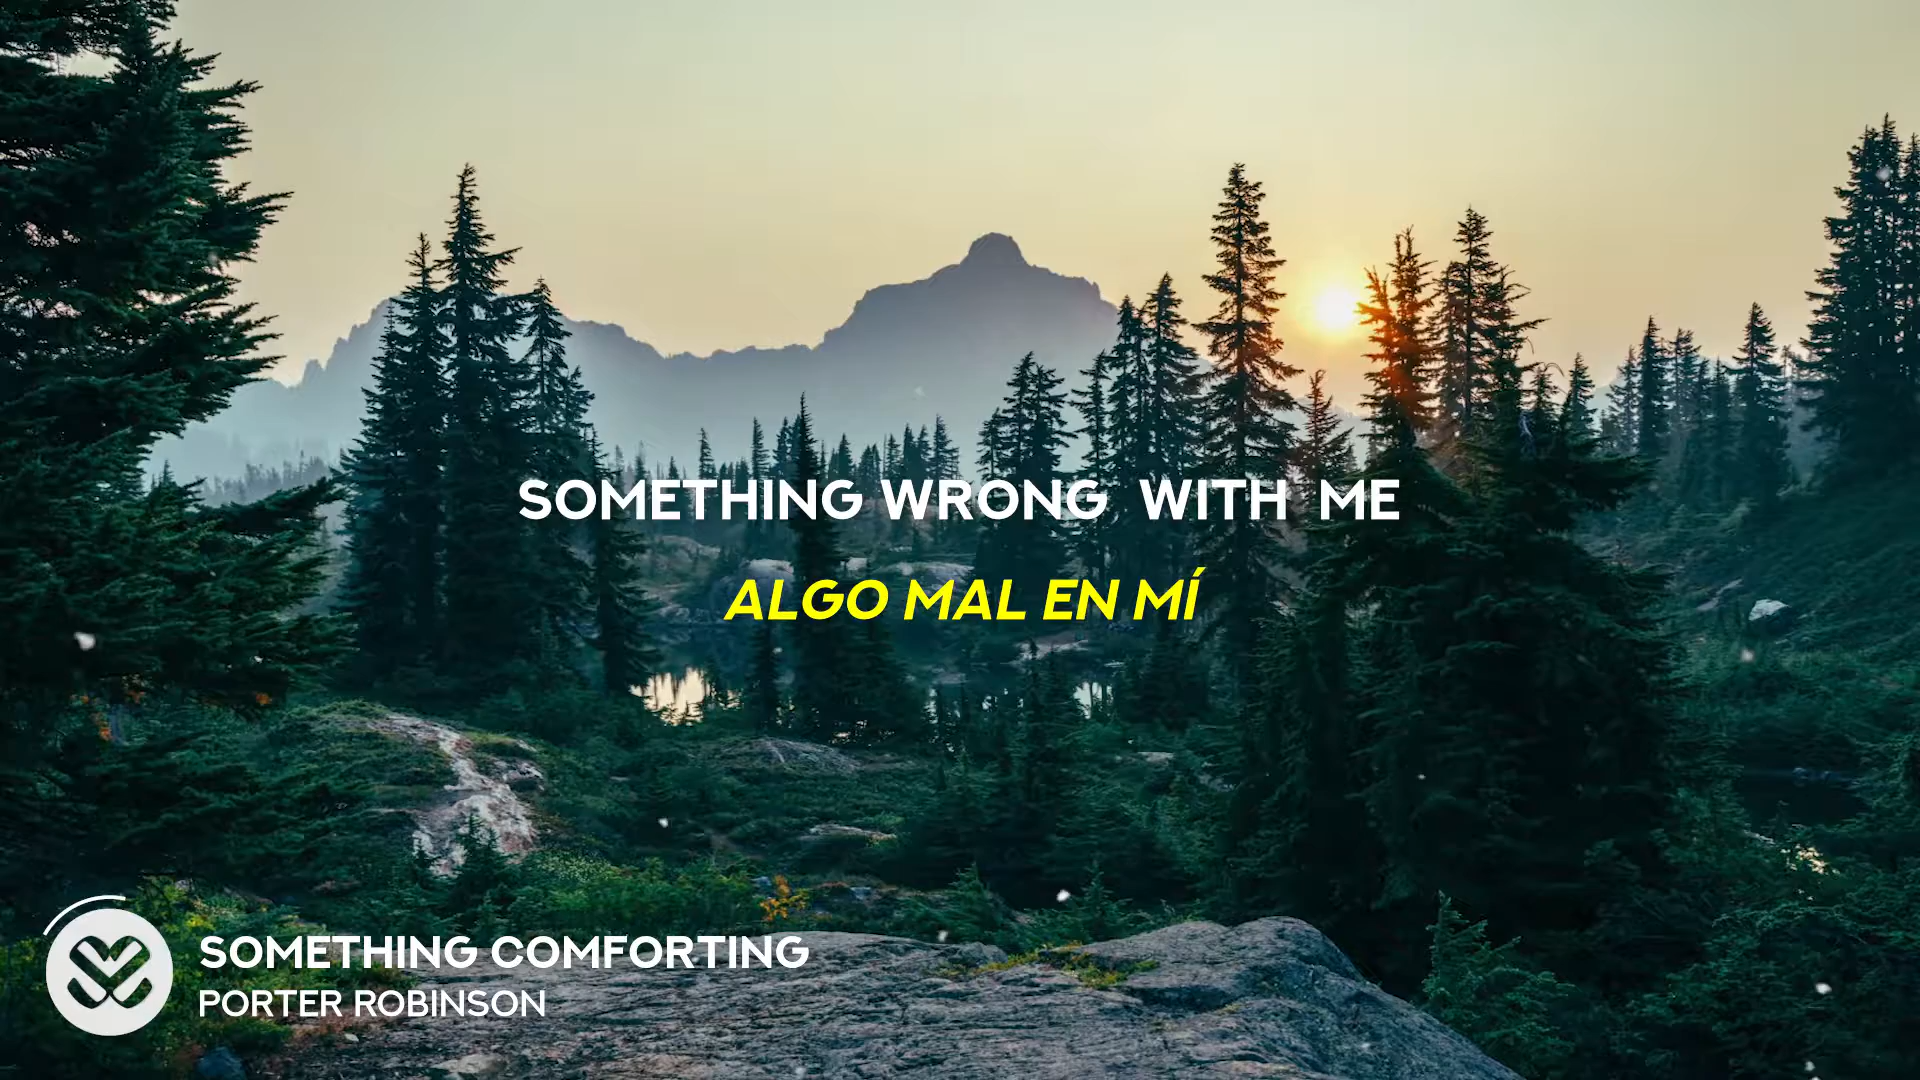 SOMETHING WRONG WITH ME
ALGO MAL EN MÍ
SOMETHING COMFORTING
PORTER ROBINSON